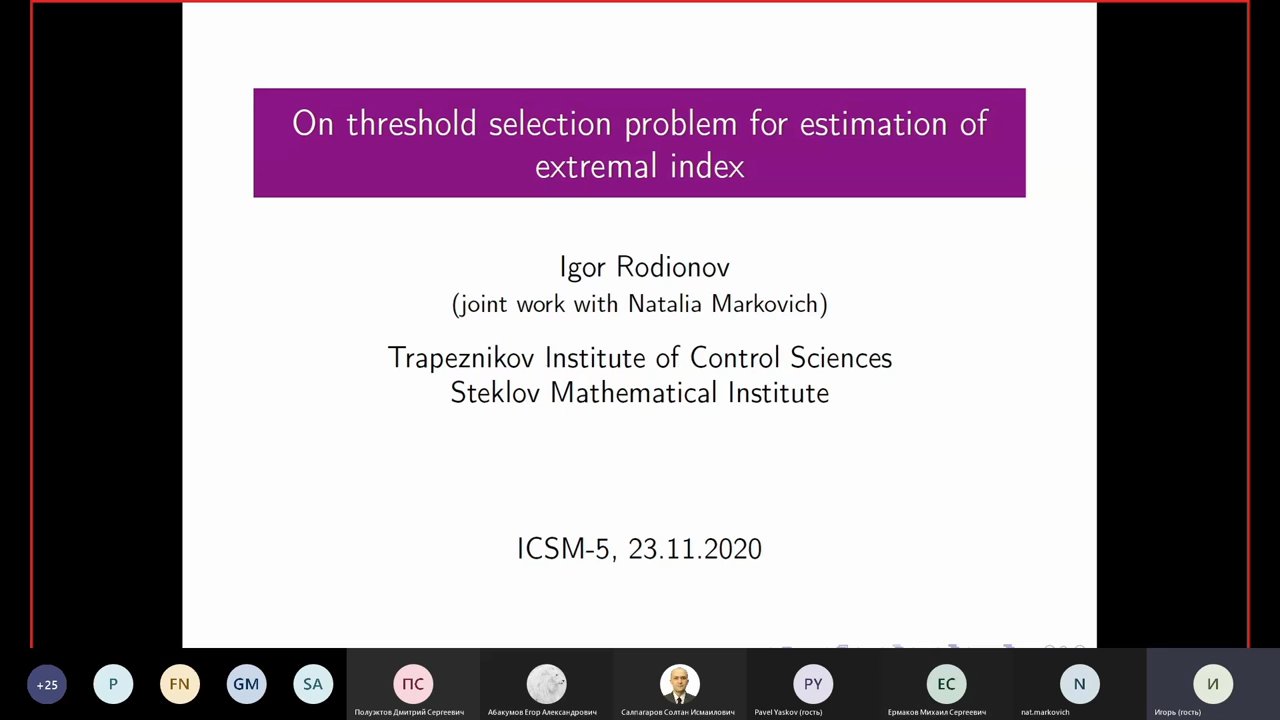 On threshold selection problem for estimation of
extremal index
Igor Rodionov
(joint work with Natalia Markovich)
Trapeznikov Institute of Control Sciences
Steklov Mathematical Institute
ICSM-5, 23.11.2020
+25
P
FN
GM
SA
ПС
PY
EC
N
И
Полуэктов Дмитрий Сергеевич
Абакумов Егор Александрович
Салпагаров Солтан Исмаилович
Pavel Yaskov (гость)
Ермаков Михаил Сергеевич
nat.markovich
Игорь (гость)